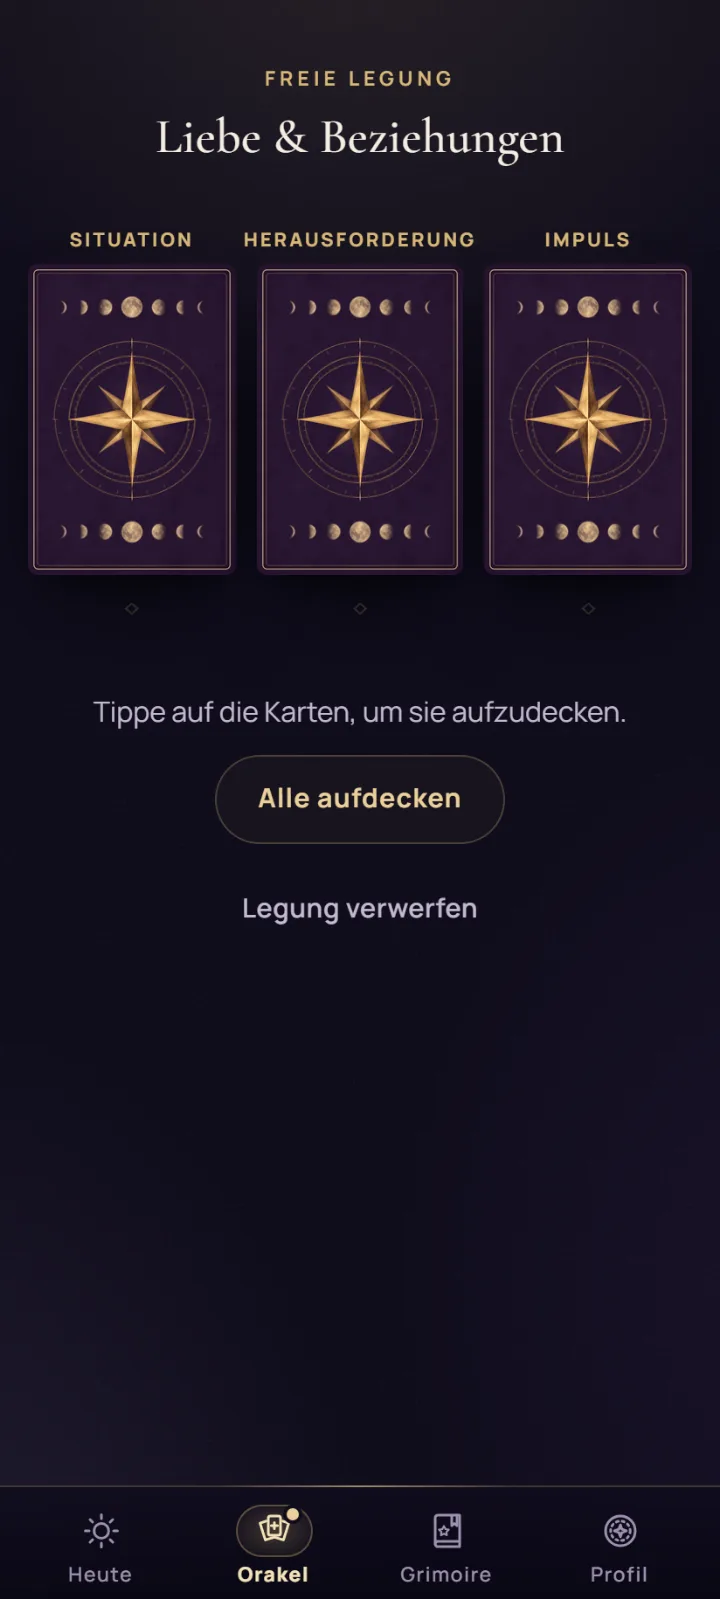 FREIE LEGUNG
Liebe & Beziehungen
SITUATION HERAUSFORDERUNG IMPULS
Tippe auf die Karten, um sie aufzudecken.
Alle aufdecken
Legung verwerfen
Heute Orakel Grimoire Profil